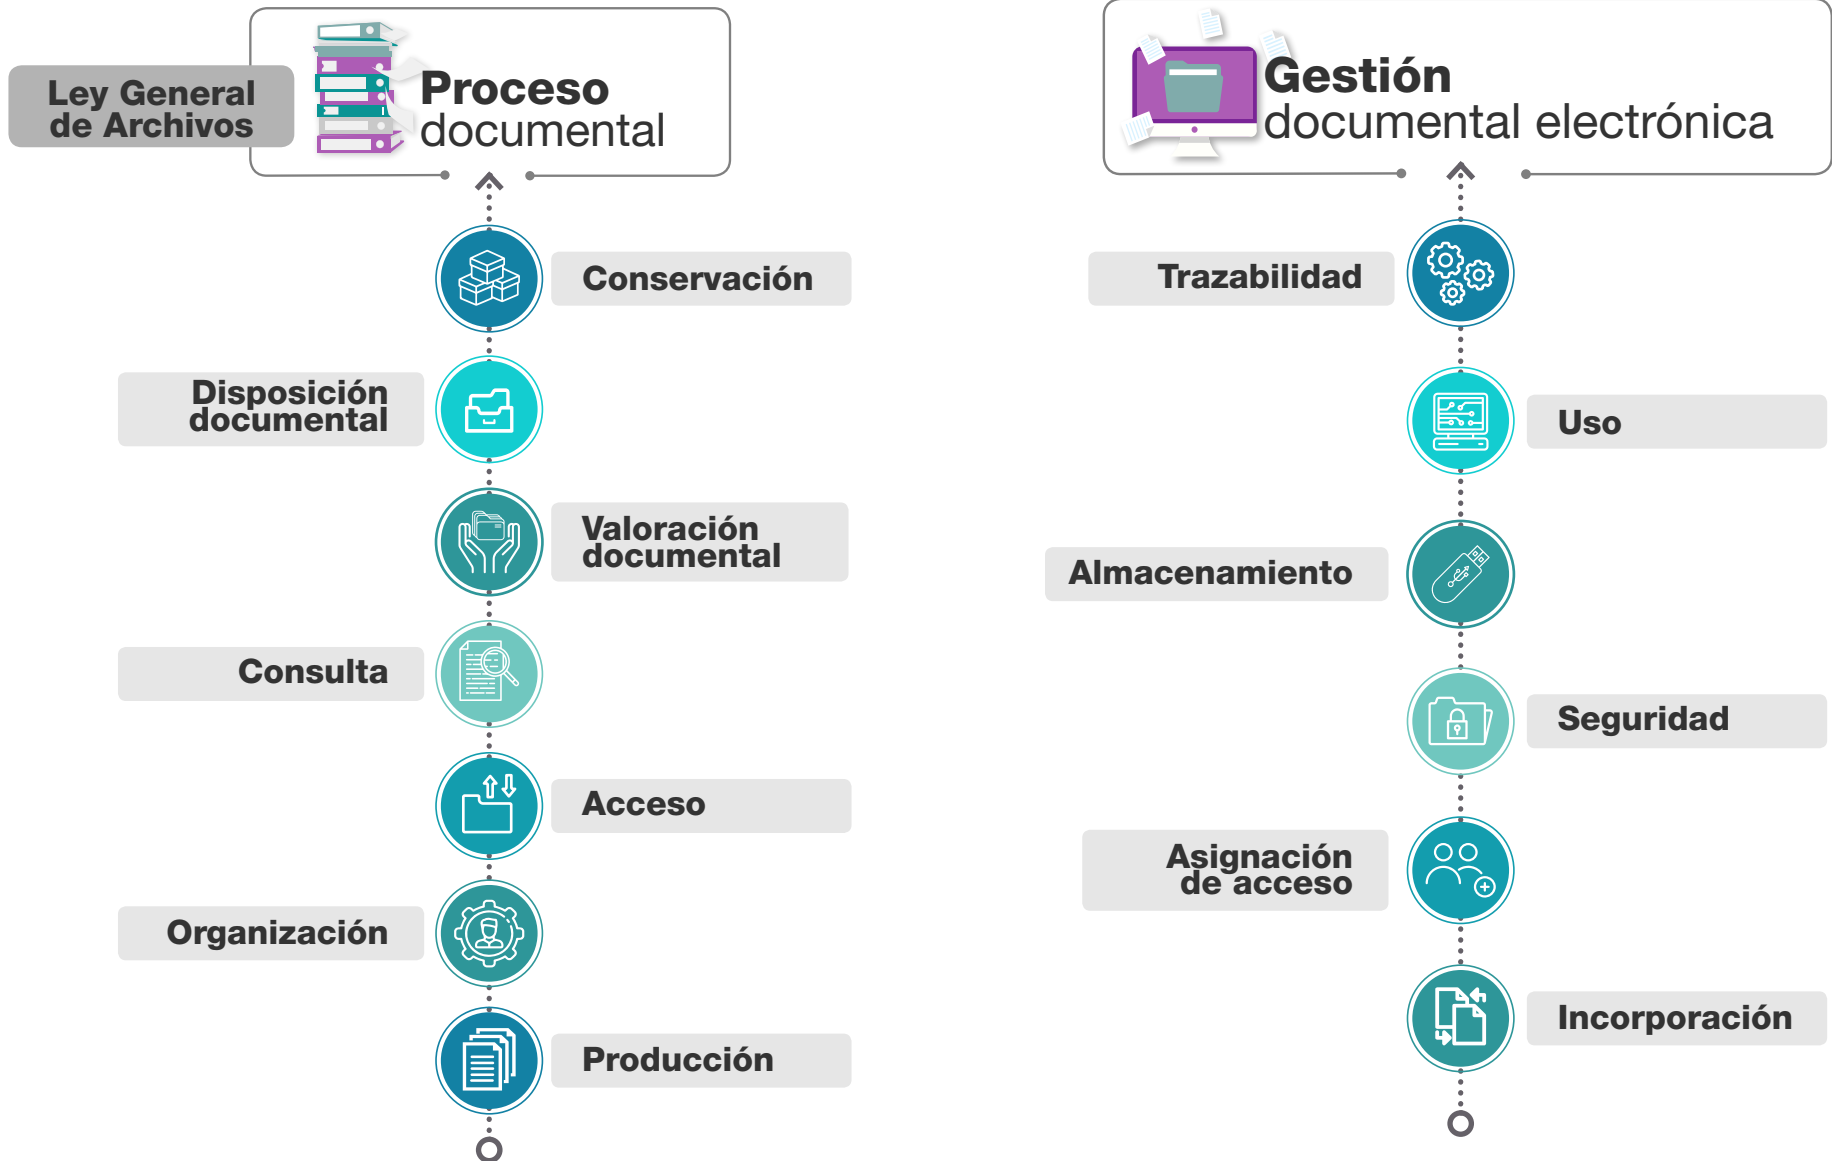 Ley General
de Archivos
Proceso
documental
Conservación
Disposición
documental
Valoración
documental
Consulta
Acceso
Organización
Producción
Gestión
documental electrónica
Trazabilidad
Uso
Almacenamiento
Seguridad
Asignación
de acceso
Incorporación